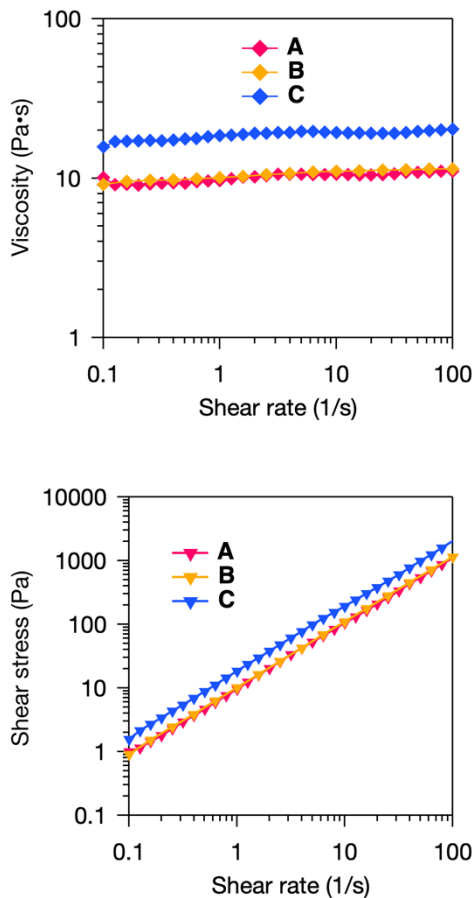 100
A
B
C
Viscosity (Pa•s)
10
1
0.1 1 10 100
Shear rate (1/s)
10000
A
1000
B
C
Shear stress (Pa)
100
10
1
0.1
0.1 1 10 100
Shear rate (1/s)